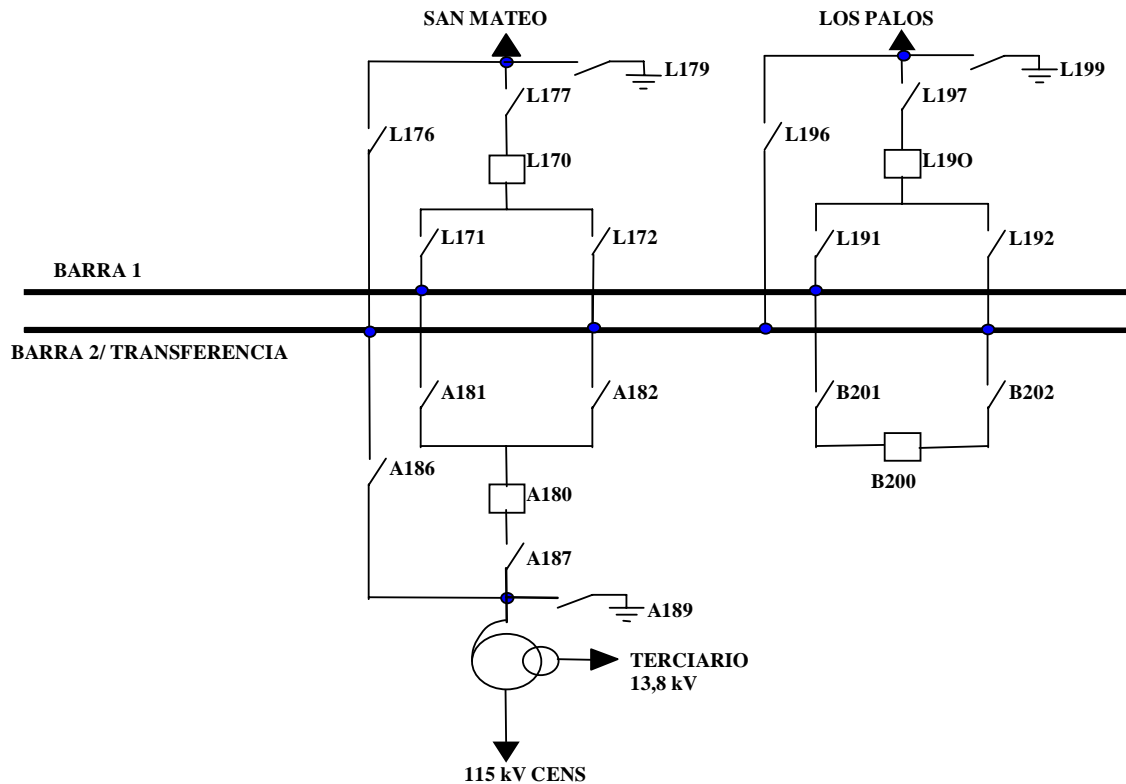 SAN MATEO
LOS PALOS
L179
L199
L177
L197
L176
L196
L170
L19O
L171
L172
L191
L192
BARRA 1
BARRA 2/ TRANSFERENCIA
A181
A182
B201
B202
A186
B200
A180
A187
A189
TERCIARIO
13,8 kV
115 kV CENS